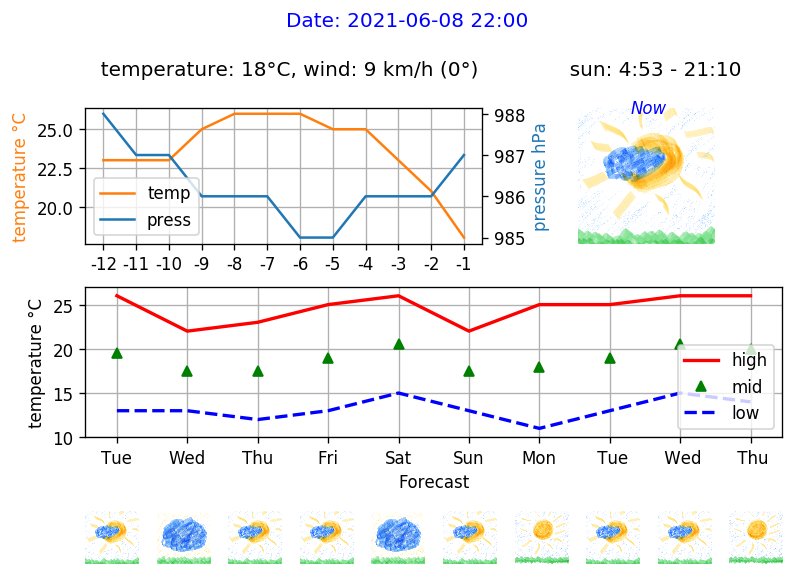 Date: 2021-06-08 22:00
temperature: 18°C, wind: 9 km/h (0°)
sun: 4:53 - 21:10
Now
temperature °C
25.0
22.5
20.0
temp
press
988
987
986
985
pressure hPa
-12 -11 -10 -9 -8 -7 -6 -5 -4 -3 -2 -1
temperature °C
25
20
15
10
high
mid
low
Tue Wed Thu Fri Sat Sun Mon Tue Wed Thu
Forecast